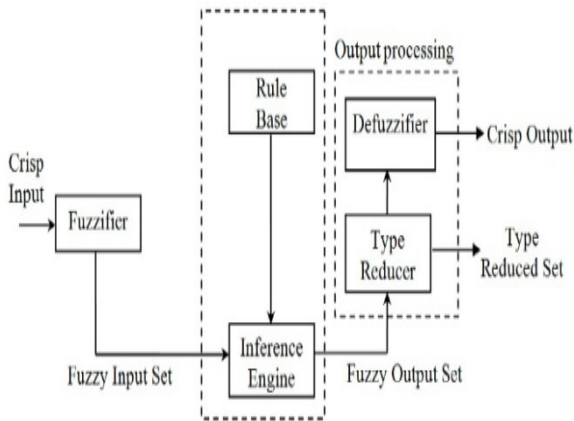 Output processing
Rule
Base
Defuzzifier
Crisp Output
Crisp
Input
Fuzzifier
Type
Reducer
Type
Reduced Set
Inference
Engine
Fuzzy Input Set
Fuzzy Output Set